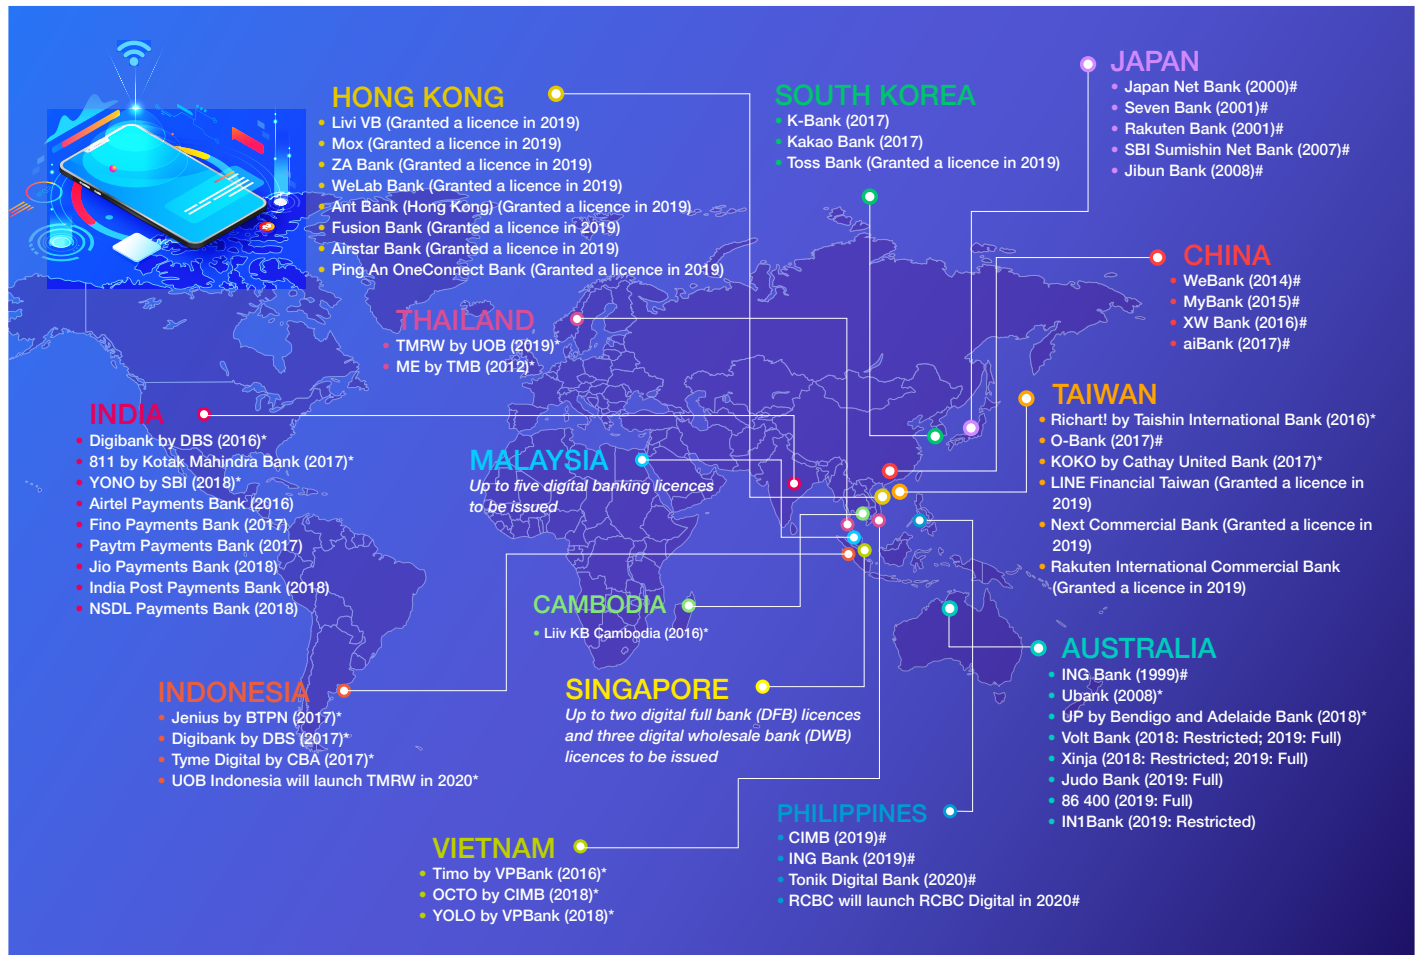 HONG KONG
• Livi VB (Granted a licence in 2019)
• Mox (Granted a licence in 2019)
• ZA Bank (Granted a licence in 2019)
• WeLab Bank (Granted a licence in 2019)
• Ant Bank (Hong Kong) (Granted a licence in 2019)
• Fusion Bank (Granted a licence in 2019)
• Airstar Bank (Granted a licence in 2019)
• Ping An OneConnect Bank (Granted a licence in 2019)
SOUTH KOREA
• K-Bank (2017)
• Kakao Bank (2017)
• Toss Bank (Granted a licence in 2019)
JAPAN
• Japan Net Bank (2000)#
• Seven Bank (2001)#
• Rakuten Bank (2001)#
• SBI Sumishin Net Bank (2007)#
• Jibun Bank (2008)#
CHINA
• WeBank (2014)#
• MyBank (2015)#
• XW Bank (2016)#
• aiBank (2017)#
THAILAND
• TMRW by UOB (2019)*
• ME by TMB (2012)*
INDIA
• Digibank by DBS (2016)*
• 811 by Kotak Mahindra Bank (2017)*
• YONO by SBI (2018)*
• Airtel Payments Bank (2016)
• Fino Payments Bank (2017)
• Paytm Payments Bank (2017)
• Jio Payments Bank (2018)
• India Post Payments Bank (2018)
• NSDL Payments Bank (2018)
MALAYSIA
Up to five digital banking licences
to be issued
TAIWAN
• Richart! by Taishin International Bank (2016)*
• O-Bank (2017)#
• KOKO by Cathay United Bank (2017)*
• LINE Financial Taiwan (Granted a licence in
2019)
• Next Commercial Bank (Granted a licence in
2019)
• Rakuten International Commercial Bank
(Granted a licence in 2019)
CAMBODIA
• Liiv KB Cambodia (2016)*
AUSTRALIA
• ING Bank (1999)#
• Ubank (2008)*
• UP by Bendigo and Adelaide Bank (2018)*
• Volt Bank (2018: Restricted; 2019: Full)
• Xinja (2018: Restricted; 2019: Full)
• Judo Bank (2019: Full)
• 86 400 (2019: Full)
• IN1Bank (2019: Restricted)
INDONESIA
• Jenius by BTPN (2017)*
• Digibank by DBS (2017)*
• Tyme Digital by CBA (2017)*
• UOB Indonesia will launch TMRW in 2020*
SINGAPORE
Up to two digital full bank (DFB) licences
and three digital wholesale bank (DWB)
licences to be issued
PHILIPPINES
• CIMB (2019)#
• ING Bank (2019)#
• Tonik Digital Bank (2020)#
• RCBC will launch RCBC Digital in 2020#
VIETNAM
• Timo by VPBank (2016)*
• OCTO by CIMB (2018)*
• YOLO by VPBank (2018)*